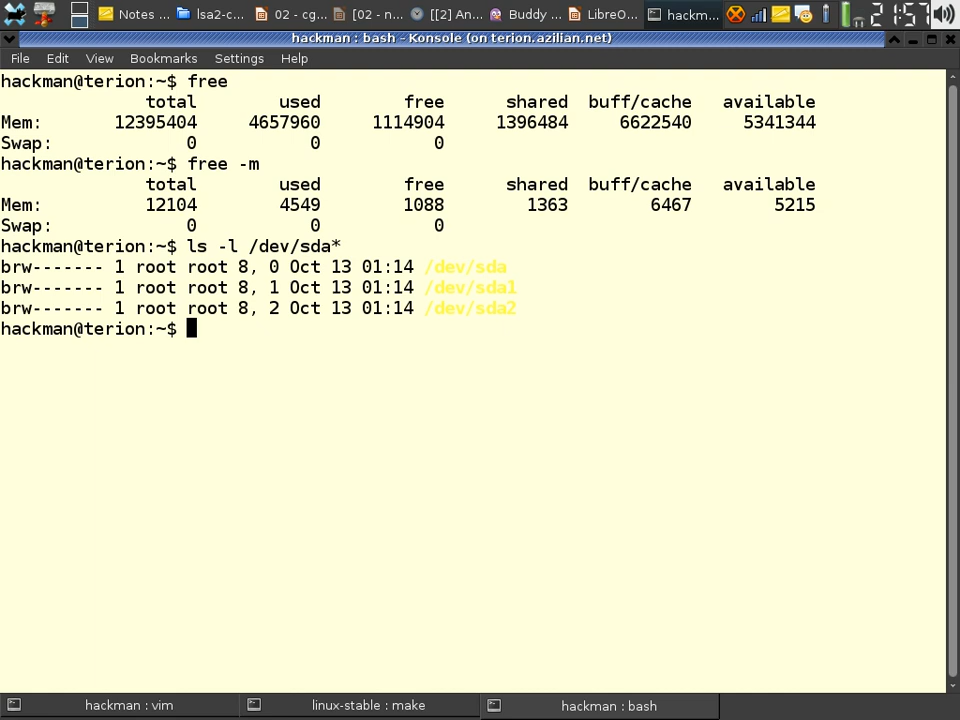 Notes ... lsa2-c... 02 - cg... [02 - n... [[2] An... Buddy ... LibreO... hackm... 21:57
hackman : bash - Konsole (on terion.azilian.net)
File Edit View Bookmarks Settings Help
hackman@terion:~$ free
total used free shared buff/cache available
Mem: 12395404 4657960 1114904 1396484 6622540 5341344
Swap: 0 0 0
hackman@terion:~$ free -m
total used free shared buff/cache available
Mem: 12104 4549 1088 1363 6467 5215
Swap: 0 0 0
hackman@terion:~$ ls -l /dev/sda*
brw------- 1 root root 8, 0 Oct 13 01:14 /dev/sda
brw------- 1 root root 8, 1 Oct 13 01:14 /dev/sda1
brw------- 1 root root 8, 2 Oct 13 01:14 /dev/sda2
hackman@terion:~$
hackman : vim linux-stable : make hackman : bash